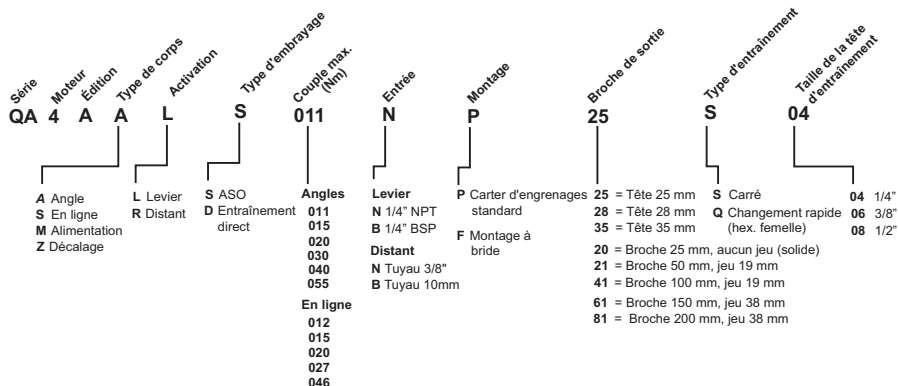 Série
Moteur
Édition
Type de corps
Activation
Type d'embrayage
Couple max.
(Nm)
Entrée
Montage
Broche de sortie
Type d'entraînement
Taille de la tête
d'entraînement
QA 4 A A L S 011 N P 25 S 04
A Angle
S En ligne
M Alimentation
Z Décalage
L Levier
R Distant
S ASO
D Entraînement
direct
Angles
011
015
020
030
040
055
En ligne
012
015
020
027
046
Levier
N 1/4" NPT
B 1/4" BSP
Distant
N Tuyau 3/8"
B Tuyau 10mm
P Carter d'engrenages
standard
F Montage à
bride
25 = Tête 25 mm
28 = Tête 28 mm
35 = Tête 35 mm
20 = Broche 25 mm, aucun jeu (solide)
21 = Broche 50 mm, jeu 19 mm
41 = Broche 100 mm, jeu 19 mm
61 = Broche 150 mm, jeu 38 mm
81 = Broche 200 mm, jeu 38 mm
S Carré
Q Changement rapide
(hex. femelle)
04 1/4"
06 3/8"
08 1/2"